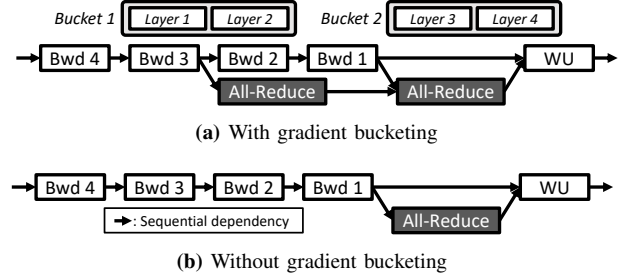 Bucket 1 Layer 1 Layer 2 Bucket 2 Layer 3 Layer 4
Bwd 4 Bwd 3 Bwd 2 Bwd 1 WU
All-Reduce All-Reduce
(a) With gradient bucketing
Bwd 4 Bwd 3 Bwd 2 Bwd 1 WU
: Sequential dependency All-Reduce
(b) Without gradient bucketing